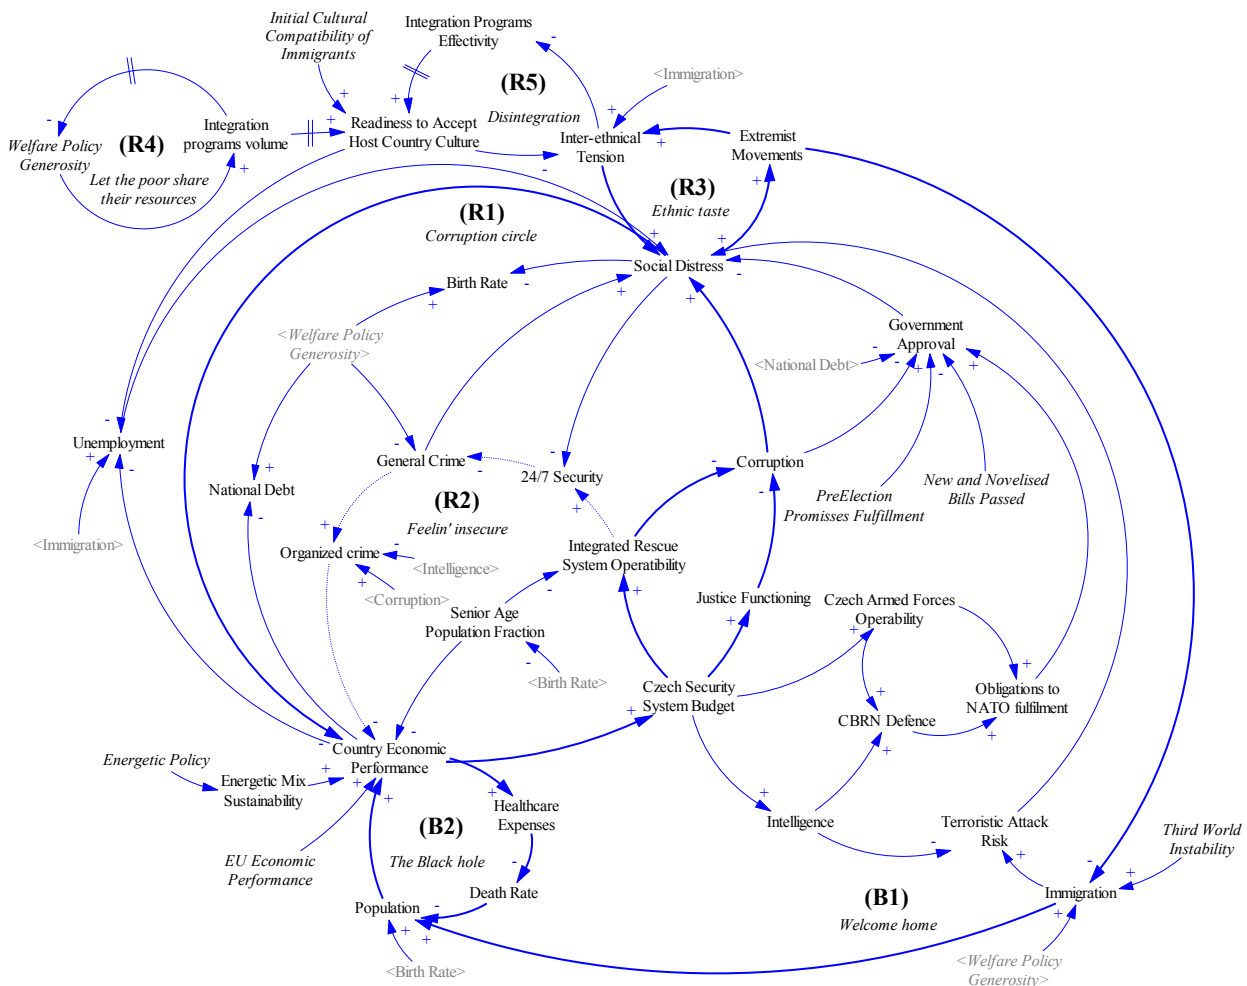 Initial Cultural
Compatibility of
Immigrants
Integration Programs
Effectivity
(R5)
Disintegration
<Immigration>
Welfare Policy
Generosity
(R4)
Let the poor share
their resources
Integration
programs volume
Readiness to Accept
Host Country Culture
Inter-ethnical
Tension
Extremist
Movements
(R3)
Ethnic taste
(R1)
Corruption circle
Social Distress
Birth Rate
<Welfare Policy
Generosity>
Government
Approval
<National Debt>
Unemployment
National Debt
General Crime
24/7 Security
Corruption
PreElection
Promisses Fulfillment
New and Novelised
Bills Passed
(R2)
Feelin' insecure
<Immigration>
Organized crime
<Intelligence>
<Corruption>
Integrated Rescue
System Operatibility
Senior Age
Population Fraction
<Birth Rate>
Justice Functioning
Czech Armed Forces
Operability
Czech Security
System Budget
CBRN Defence
Obligations to
NATO fulfilment
Country Economic
Performance
Energetic Policy
Energetic Mix
Sustainability
EU Economic
Performance
(B2)
The Black hole
Healthcare
Expenses
Death Rate
Population
<Birth Rate>
Intelligence
Terroristic Attack
Risk
Third World
Instability
Immigration
(B1)
Welcome home
<Welfare Policy
Generosity>